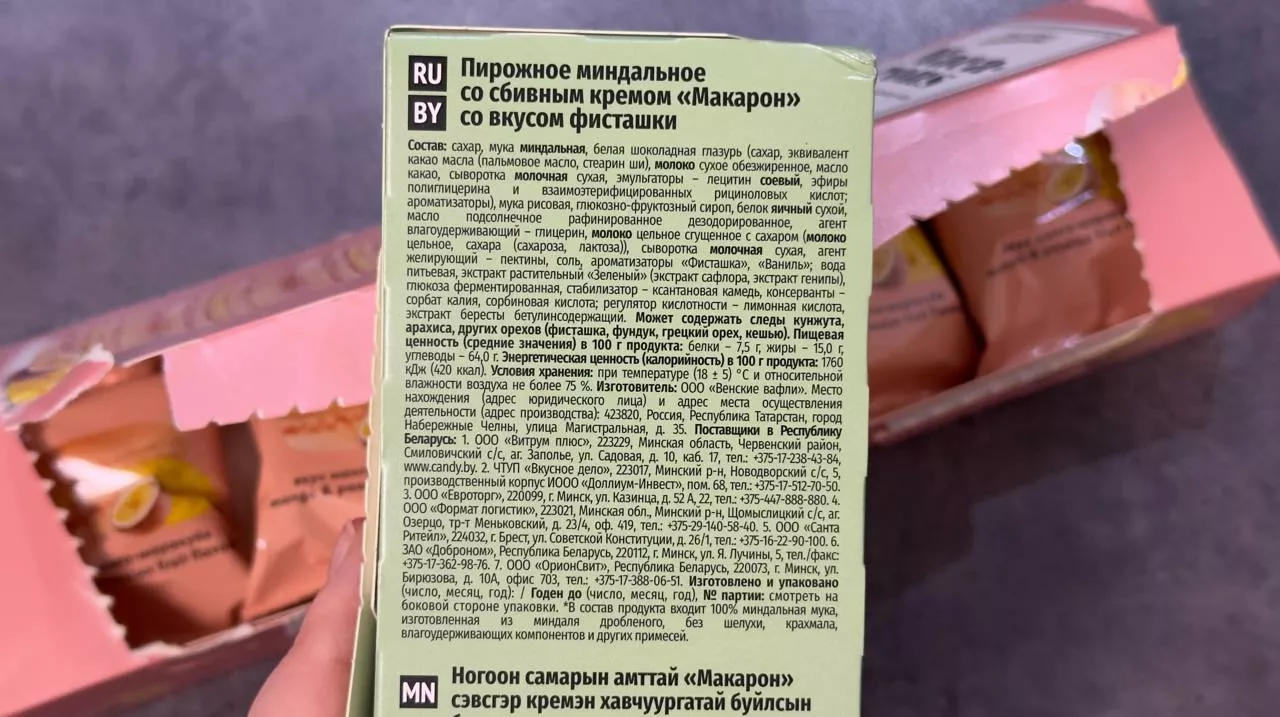 RU
BY
Пирожное миндальное
со сбивным кремом «Макарон»
со вкусом фисташки
Состав: сахар, мука миндальная, белая шоколадная глазурь (сахар, эквивалент
какао масла (пальмовое масло, стеарин ши), молоко сухое обезжиренное, масло
какао, сыворотка молочная сухая, эмульгаторы – лецитин соевый, эфиры
полиглицерина и взаимоэтерифицированных рициноловых кислот;
ароматизаторы), мука рисовая, глюкозно-фруктозный сироп, белок яичный сухой,
масло подсолнечное рафинированное дезодорированное, агент
влагоудерживающий – глицерин, молоко цельное сгущенное с сахаром (молоко
цельное, сахара (сахароза, лактоза)), сыворотка молочная сухая, агент
желирующий – пектины, соль, ароматизаторы «Фисташка», «Ваниль»; вода
питьевая, экстракт растительный «Зеленый» (экстракт сафлора, экстракт генипы),
глюкоза ферментированная, стабилизатор – ксантановая камедь, консерванты –
сорбат калия, сорбиновая кислота; регулятор кислотности – лимонная кислота,
экстракт бересты бетулинсодержащий. Может содержать следы кунжута,
арахиса, других орехов (фисташка, фундук, грецкий орех, кешью). Пищевая
ценность (средние значения) в 100 г продукта: белки – 7,5 г, жиры – 15,0 г,
углеводы – 64,0 г. Энергетическая ценность (калорийность) в 100 г продукта: 1760
кДж (420 ккал). Условия хранения: при температуре (18 ± 5) °С и относительной
влажности воздуха не более 75 %. Изготовитель: ООО «Венские вафли». Место
нахождения (адрес юридического лица) и адрес места осуществления
деятельности (адрес производства): 423820, Россия, Республика Татарстан, город
Набережные Челны, улица Магистральная, д. 35. Поставщики в Республику
Беларусь: 1. ООО «Витрум плюс», 223229, Минская область, Червенский район,
Смиловичский с/с, аг. Заполье, ул. Садовая, д. 10, каб. 17, тел.: +375-17-238-43-84,
www.candy.by. 2. ЧТУП «Вкусное дело», 223017, Минский р-н, Новодворский с/с, 5,
производственный корпус ИООО «Доллиум-Инвест», пом. 68, тел.: +375-17-512-70-50.
3. ООО «Евроторг», 220099, г. Минск, ул. Казинца, д. 52 А, 22, тел.: +375-447-888-880. 4.
ООО «Формат логистик», 223021, Минская обл., Минский р-н, Щомыслицкий с/с, аг.
Озерцо, тр-т Меньковский, д. 23/4, оф. 419, тел.: +375-29-140-58-40. 5. ООО «Санта
Ритейл», 224032, г. Брест, ул. Советской Конституции, д. 26/1, тел.: +375-16-22-90-100. 6.
ЗАО «Доброном», Республика Беларусь, 220112, г. Минск, ул. Я. Лучины, 5, тел./факс:
+375-17-362-98-76. 7. ООО «ОрионСвит», Республика Беларусь, 220073, г. Минск, ул.
Бирюзова, д. 10А, офис 703, тел.: +375-17-388-06-51. Изготовлено и упаковано
(число, месяц, год): / Годен до (число, месяц, год), № партии: смотреть на
боковой стороне упаковки. *В состав продукта входит 100% миндальная мука,
изготовленная из миндаля дробленого, без шелухи, крахмала,
влагоудерживающих компонентов и других примесей.
MN
Ногоон самарын амттай «Макарон»
сэвсгэр кремэн хавчуургатай буйлсын